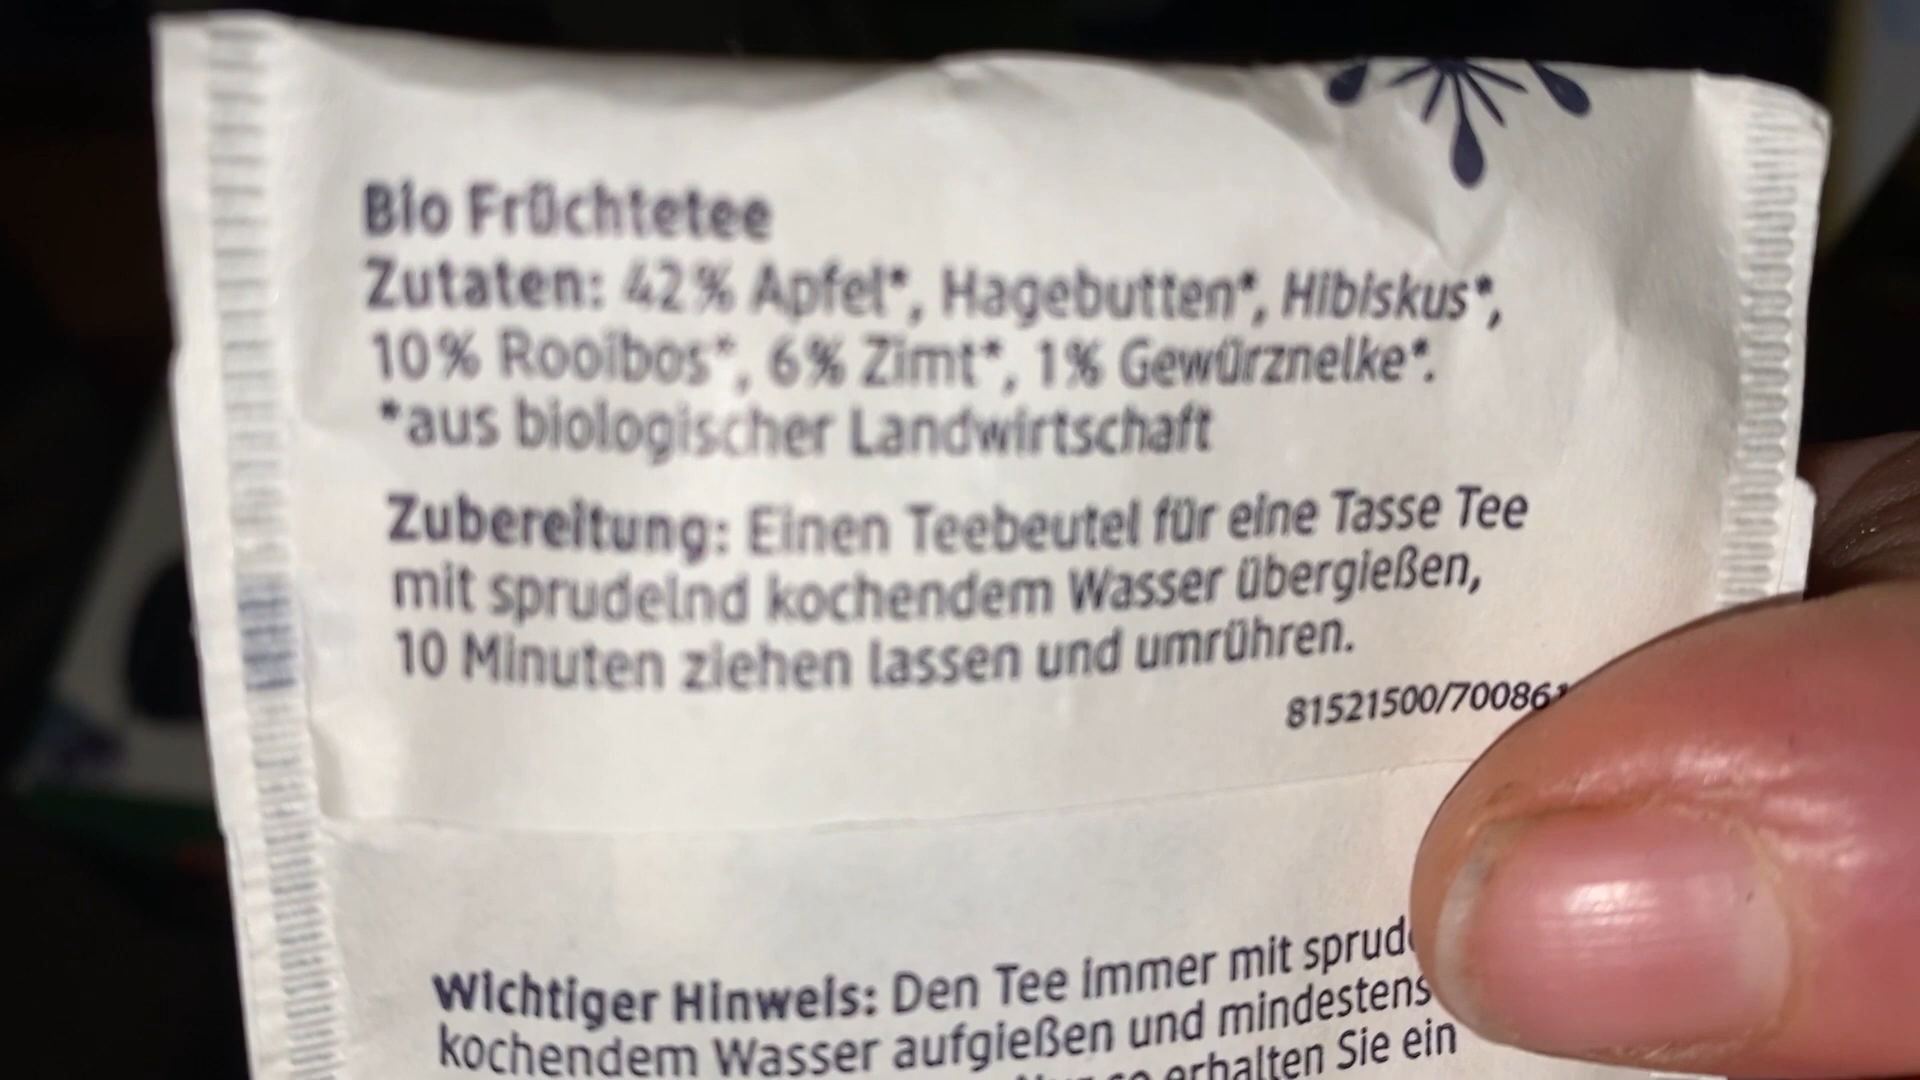 Bio Früchtetee
Zutaten: 42% Apfel*, Hagebutten*, Hibiskus*,
10% Rooibos*, 6% Zimt*, 1% Gewürznelke*.
*aus biologischer Landwirtschaft
Zubereitung: Einen Teebeutel für eine Tasse Tee
mit sprudelnd kochendem Wasser übergießen,
10 Minuten ziehen lassen und umrühren.
81521500/70086
Wichtiger Hinweis: Den Tee immer mit
kochendem Wasser aufgießen und mindestens
so erhalten Sie ein